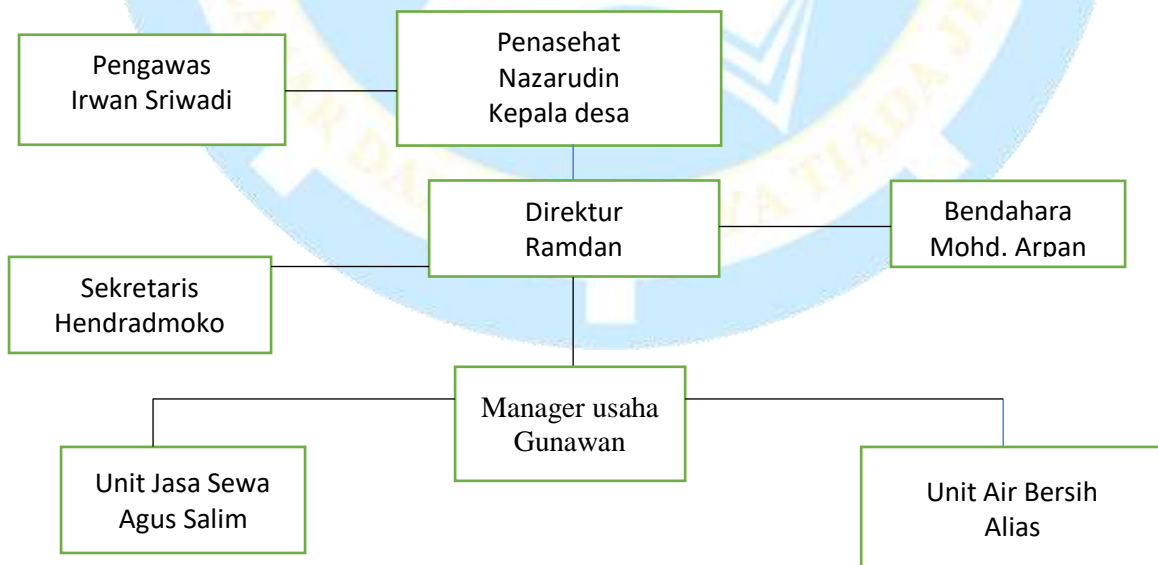 Pengawas
Irwan Sriwadi
Penasehat
Nazarudin
Kepala desa
Direktur
Ramdan
Bendahara
Mohd. Arpan
Sekretaris
Hendradmoko
Manager usaha
Gunawan
Unit Jasa Sewa
Agus Salim
Unit Air Bersih
Alias